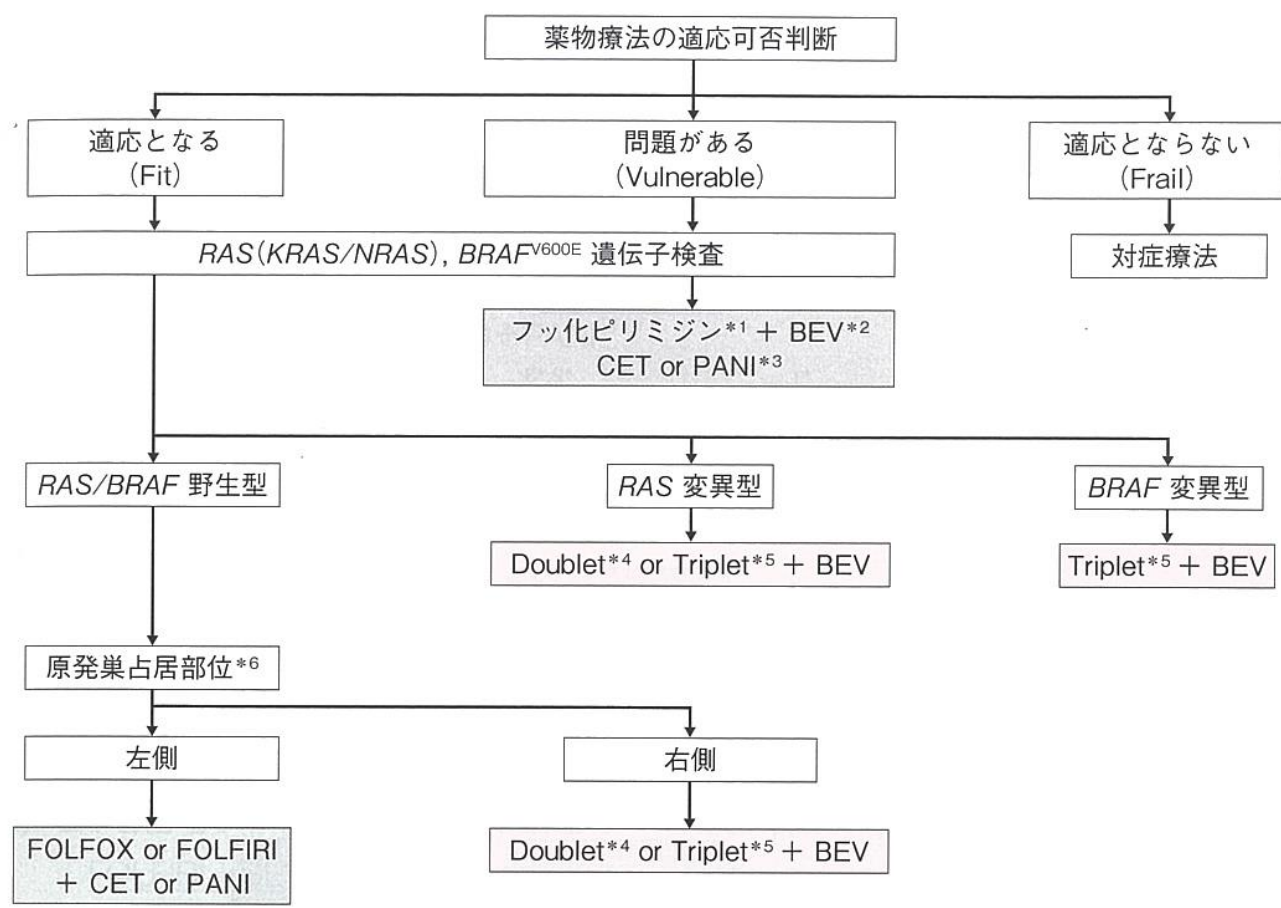 薬物療法の適応可否判断
適応となる
(Fit)
問題がある
(Vulnerable)
適応とならない
(Frail)
RAS(KRAS/NRAS), BRAF^V600E 遺伝子検査
対症療法
フッ化ピリミジン*1 + BEV*2
CET or PANI*3
RAS/BRAF 野生型
RAS 変異型
BRAF 変異型
Doublet*4 or Triplet*5 + BEV
Triplet*5 + BEV
原発巣占居部位*6
左側
右側
FOLFOX or FOLFIRI
+ CET or PANI
Doublet*4 or Triplet*5 + BEV